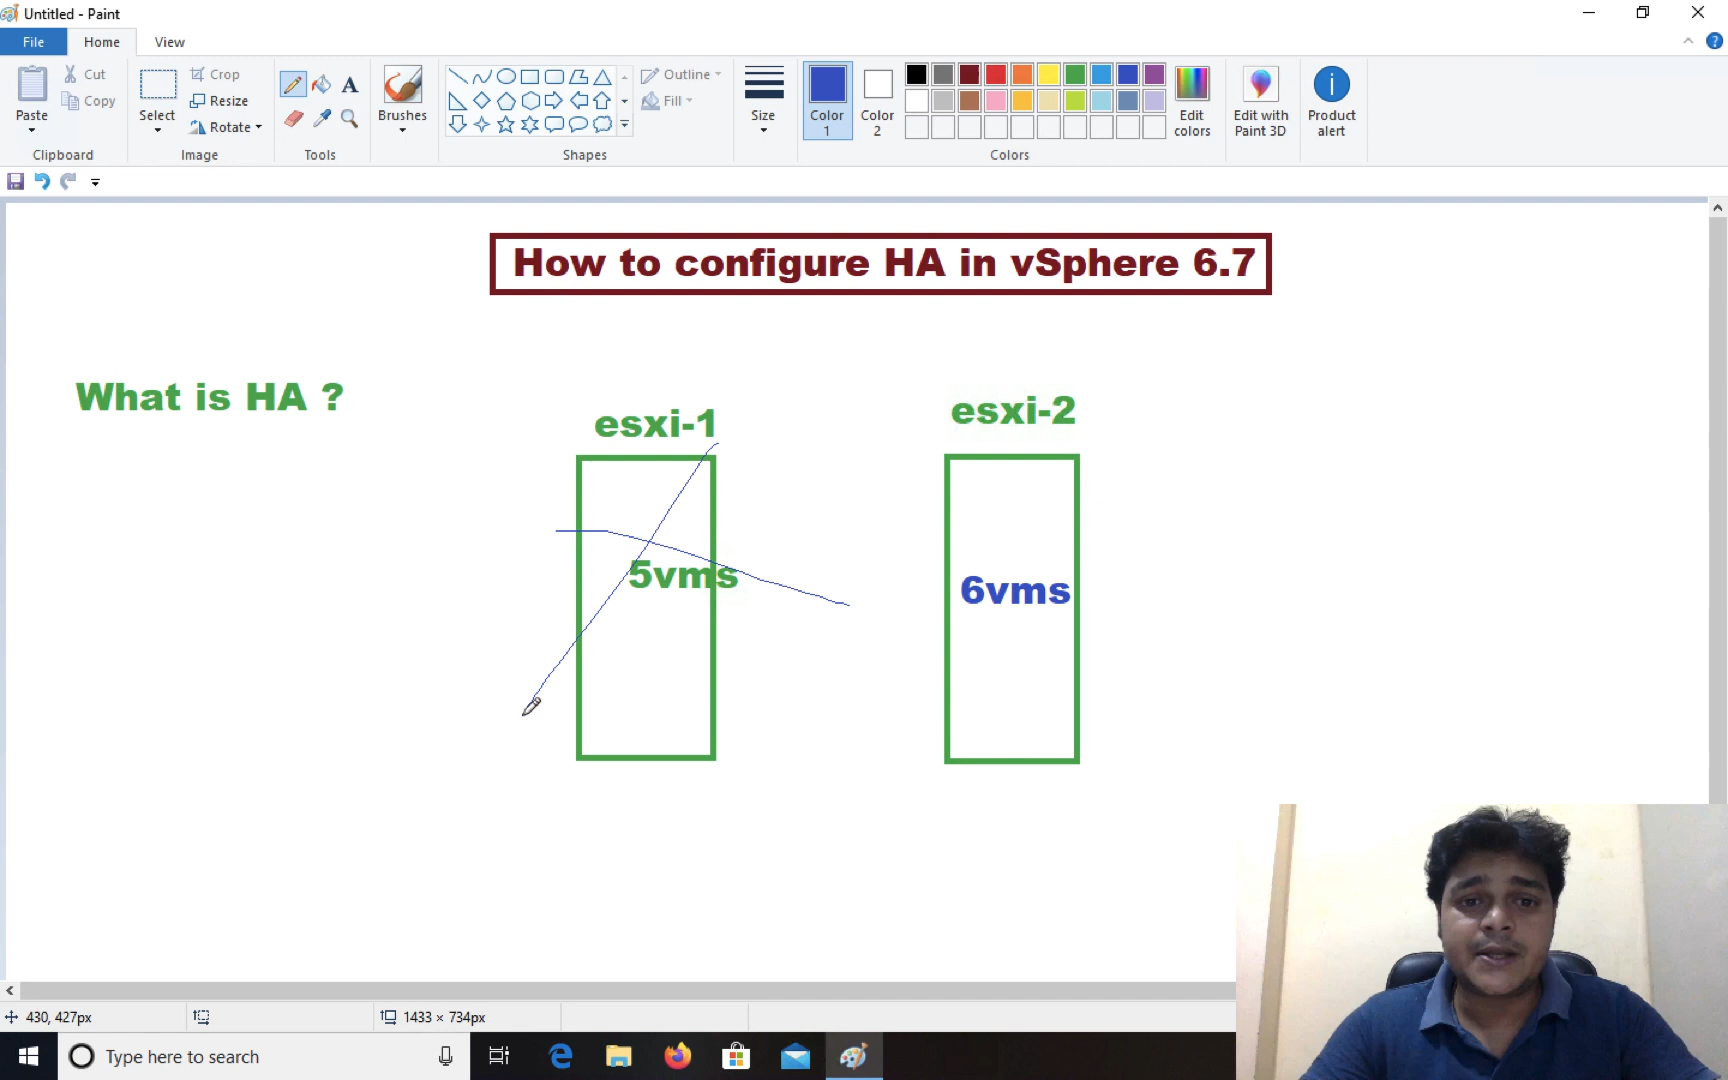 Untitled - Paint
File Home View
Paste
Cut
Copy
Clipboard
Select
Crop
Resize
Rotate
Image
A
Tools
Brushes
Outline
Fill
Shapes
Size
Color 1
Color 2
Edit colors
Colors
Edit with Paint 3D
Product alert
How to configure HA in vSphere 6.7
What is HA ?
esxi-1
esxi-2
5vms
6vms
430, 427px
1433 × 734px
Type here to search